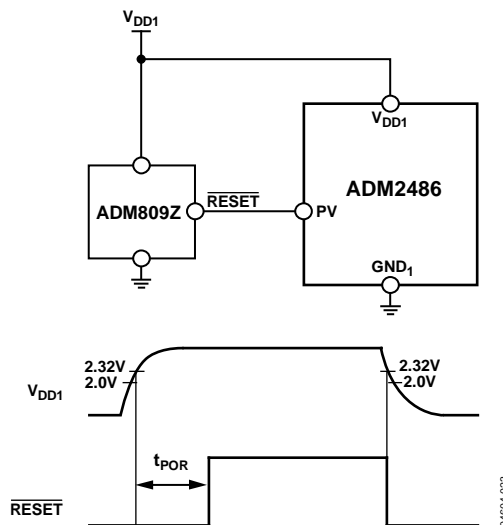 VDD1
VDD1
ADM2486
ADM809Z
RESET
PV
GND1
2.32V
2.0V
2.32V
2.0V
VDD1
tPOR
RESET